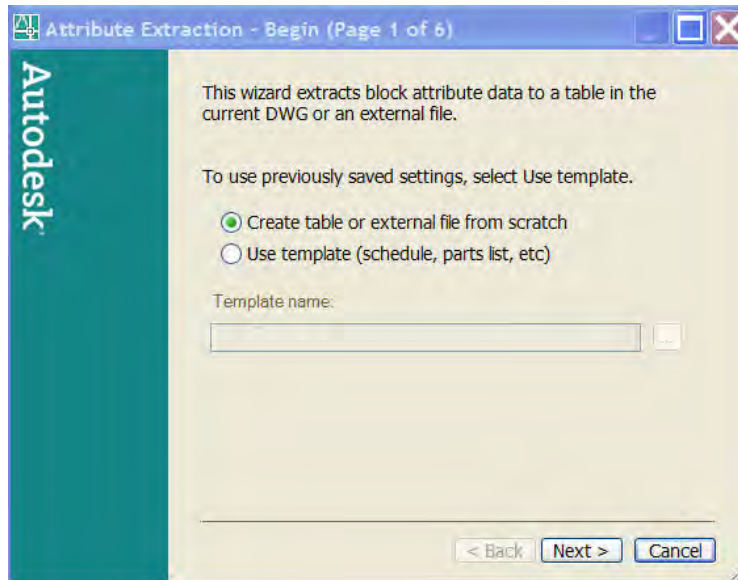 Attribute Extraction - Begin (Page 1 of 6)
Autodesk
This wizard extracts block attribute data to a table in the
current DWG or an external file.
To use previously saved settings, select Use template.
Create table or external file from scratch
Use template (schedule, parts list, etc)
Template name:
...
< Back Next > Cancel